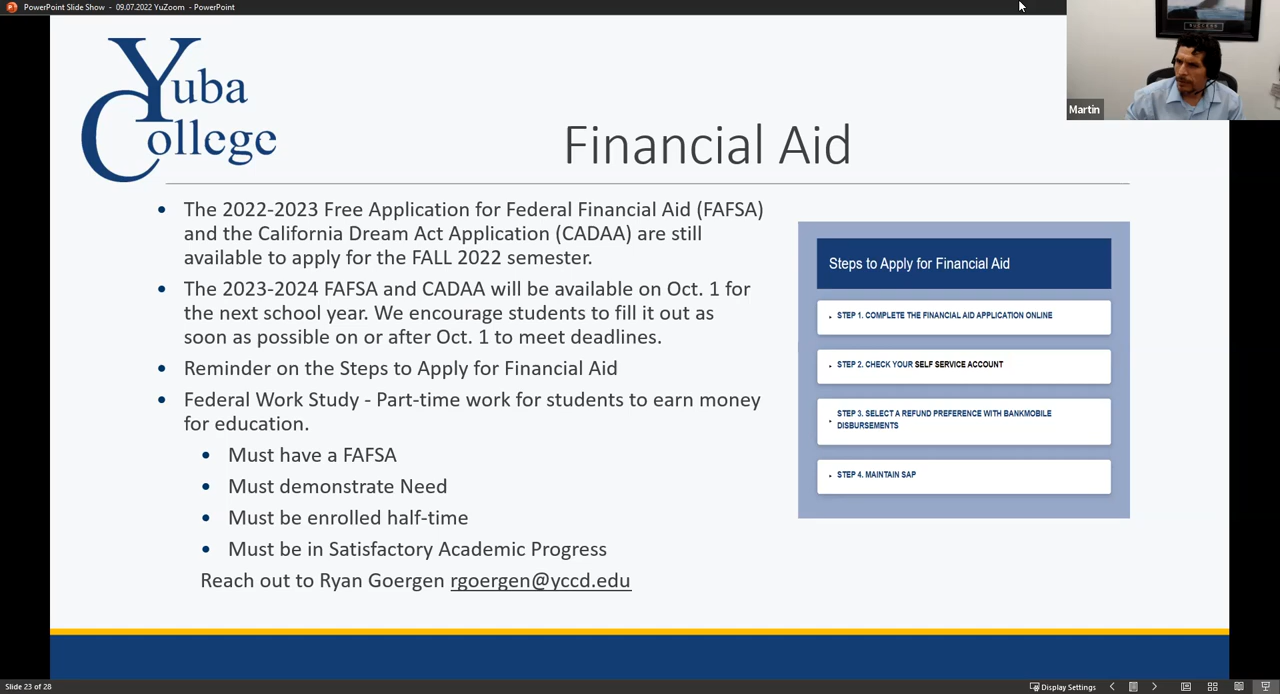 PowerPoint Slide Show - 09.07.2022 YuZoom - PowerPoint
SUCCESS
Martin
Yuba
College
Financial Aid
• The 2022-2023 Free Application for Federal Financial Aid (FAFSA)
and the California Dream Act Application (CADAA) are still
available to apply for the FALL 2022 semester.
• The 2023-2024 FAFSA and CADAA will be available on Oct. 1 for
the next school year. We encourage students to fill it out as
soon as possible on or after Oct. 1 to meet deadlines.
• Reminder on the Steps to Apply for Financial Aid
• Federal Work Study - Part-time work for students to earn money
for education.
• Must have a FAFSA
• Must demonstrate Need
• Must be enrolled half-time
• Must be in Satisfactory Academic Progress
Reach out to Ryan Goergen rgoergen@yccd.edu
Steps to Apply for Financial Aid
STEP 1. COMPLETE THE FINANCIAL AID APPLICATION ONLINE
STEP 2. CHECK YOUR SELF SERVICE ACCOUNT
STEP 3. SELECT A REFUND PREFERENCE WITH BANKMOBILE
DISBURSEMENTS
STEP 4. MAINTAIN SAP
Slide 23 of 28
Display Settings